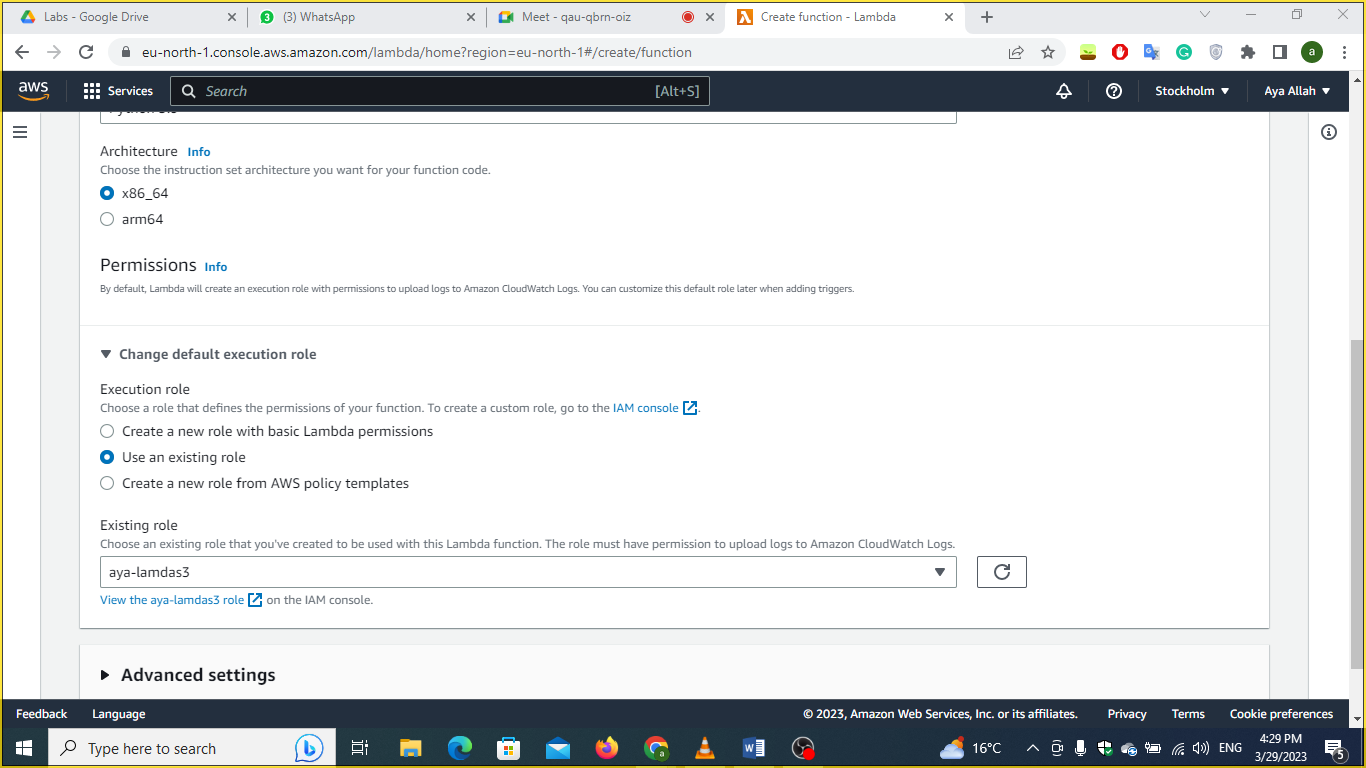 Labs - Google Drive
3 (3) WhatsApp
Meet - qau-qbrn-oiz
Create function - Lambda
eu-north-1.console.aws.amazon.com/lambda/home?region=eu-north-1#/create/function
a
aws Services Search [Alt+S] Stockholm Aya Allah
Architecture Info
Choose the instruction set architecture you want for your function code.
x86_64
arm64
Permissions Info
By default, Lambda will create an execution role with permissions to upload logs to Amazon CloudWatch Logs. You can customize this default role later when adding triggers.
Change default execution role
Execution role
Choose a role that defines the permissions of your function. To create a custom role, go to the IAM console.
Create a new role with basic Lambda permissions
Use an existing role
Create a new role from AWS policy templates
Existing role
Choose an existing role that you've created to be used with this Lambda function. The role must have permission to upload logs to Amazon CloudWatch Logs.
aya-lamdas3
View the aya-lamdas3 role on the IAM console.
Advanced settings
Feedback Language © 2023, Amazon Web Services, Inc. or its affiliates. Privacy Terms Cookie preferences
Type here to search
16°C
ENG
4:29 PM
3/29/2023
5